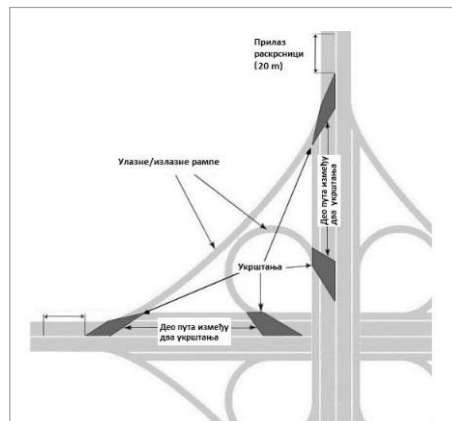 Прилаз
раскрсници
(20 m)
Улазне/излазне рампе
Део пута између
два укрштања
Укрштања
Део пута између
два укрштања